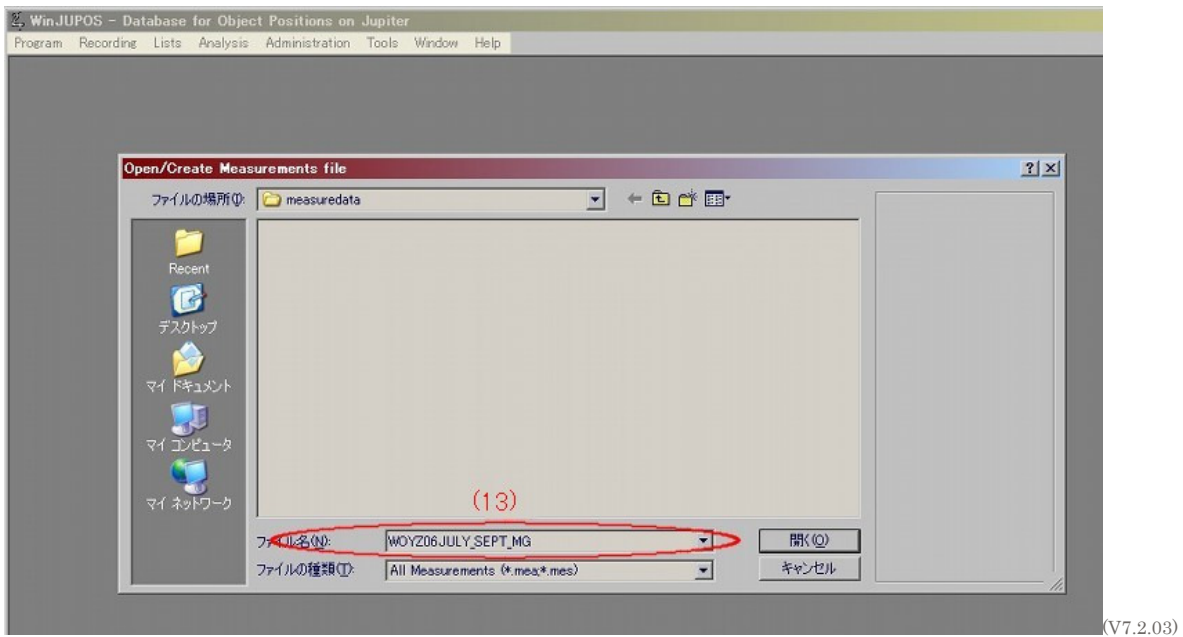 WinJUPOS - Database for Object Positions on Jupiter
Program Recording Lists Analysis Administration Tools Window Help
Open/Create Measurements file
ファイルの場所(I): measuredata
Recent
デスクトップ
マイ ドキュメント
マイ コンピュータ
マイ ネットワーク
(13)
ファイル名(N): WOYZ06JULY_SEPT_MG 開く(O)
ファイルの種類(T): All Measurements (*.mea;*.mes) キャンセル
(V7.2.03)